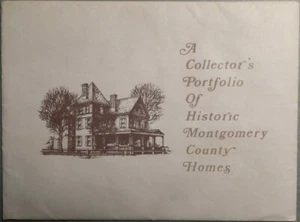 A
Collector's
Portfolio
Of
Historic
Montgomery
County
Homes